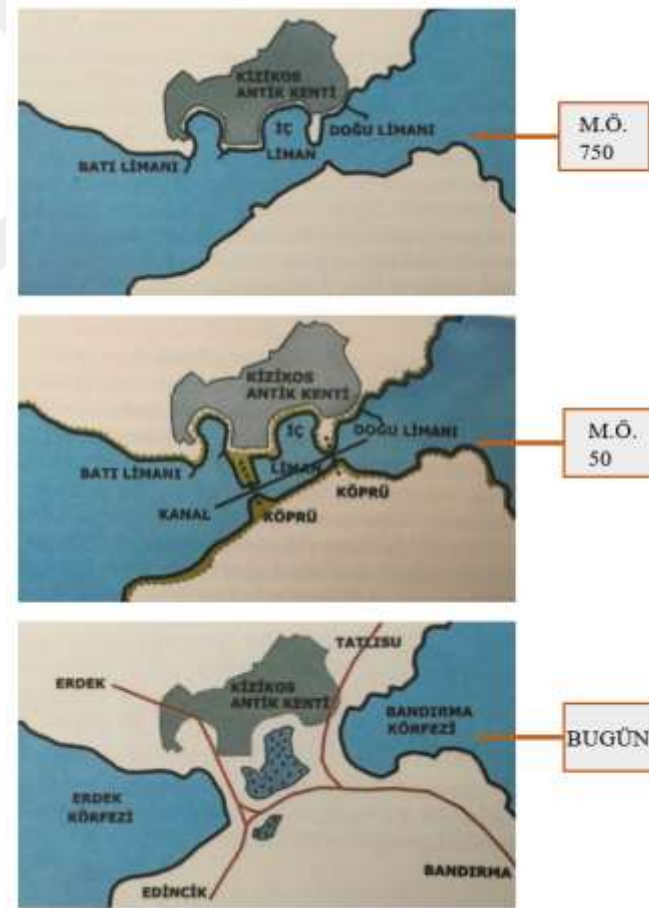 KİZİKOS
ANTİK KENTİ
İÇ
LİMAN
DOĞU LİMANI
BATI LİMANI
M.Ö.
750
KİZİKOS
ANTİK KENTİ
İÇ
LİMAN
DOĞU LİMANI
BATI LİMANI
KANAL
KÖPRÜ
KÖPRÜ
M.Ö.
50
TATLISU
ERDEK
KİZİKOS
ANTİK KENTİ
BANDIRMA
KÖRFEZİ
ERDEK
KÖRFEZİ
EDİNCİK
BANDIRMA
BUGÜN